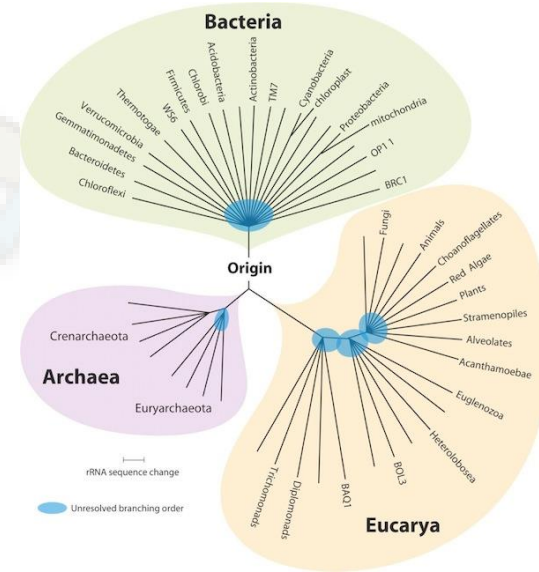 Bacteria
Chloroflexi
Bacteroidetes
Gemmatimonadetes
Verrucomicrobia
Thermotogae
WS6
Firmicutes
Chlorobi
Acidobacteria
Actinobacteria
TM7
Cyanobacteria
chloroplast
Proteobacteria
mitochondria
OP1 1
BRC1
Origin
Fungi
Animals
Choanoflagellates
Red Algae
Plants
Stramenopiles
Alveolates
Acanthamoebae
Euglenozoa
Heterolobosea
BOL3
BAQ1
Diplomonads
Trichomonads
Eucarya
Crenarchaeota
Archaea
Euryarchaeota
rRNA sequence change
Unresolved branching order